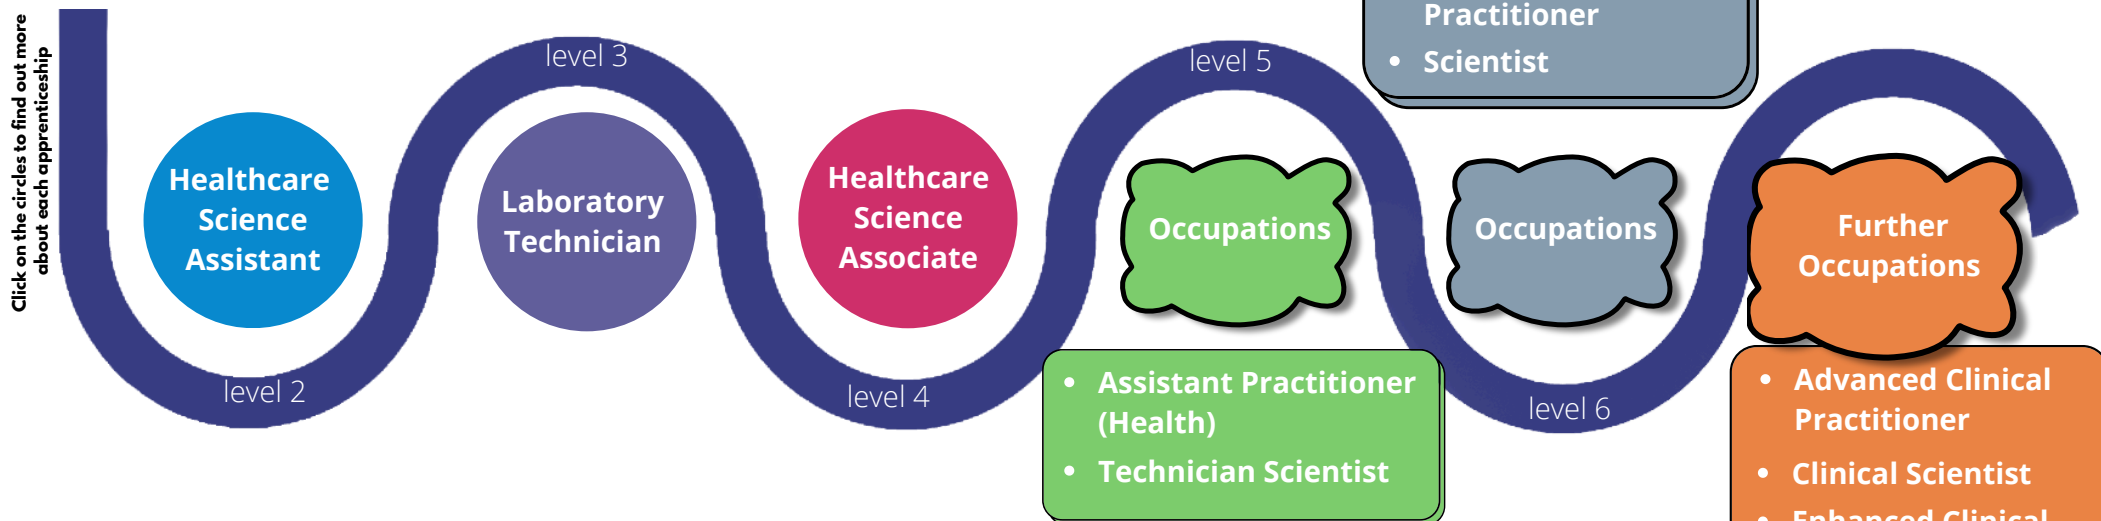 Click on the circles to find out more
about each apprenticeship
level 2
Healthcare
Science
Assistant
level 3
Laboratory
Technician
Healthcare
Science
Associate
level 4
level 5
Occupations
• Assistant Practitioner
(Health)
• Technician Scientist
Practitioner
• Scientist
Occupations
level 6
Further
Occupations
• Advanced Clinical
Practitioner
• Clinical Scientist
• Enhanced Clinical